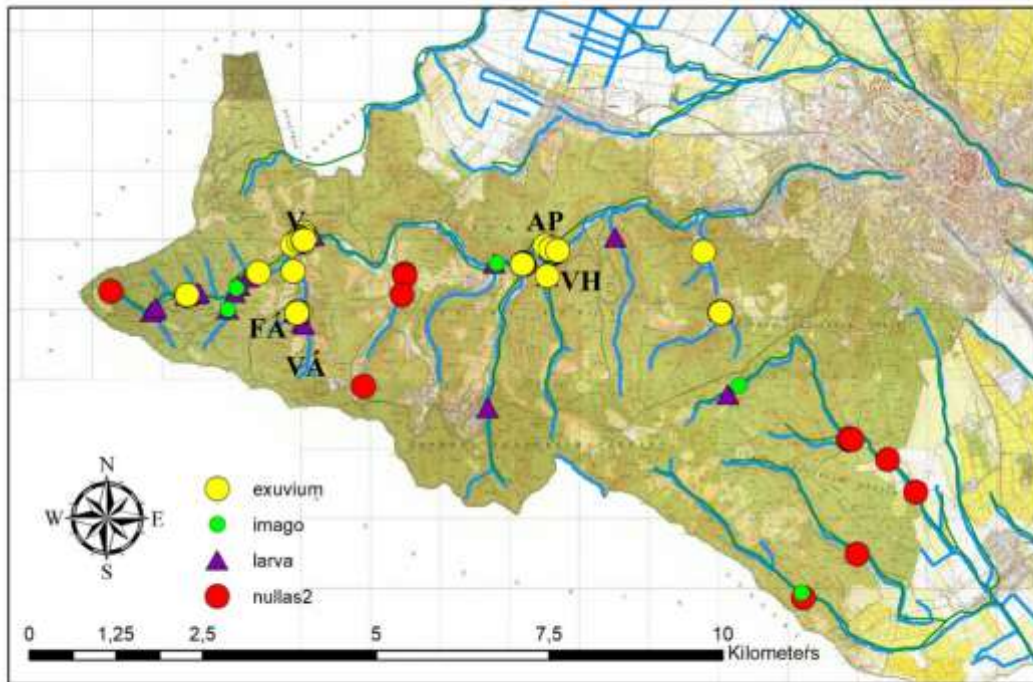 AP
V
VH
FÁ
VÁ
N
W E
S
exuvium
imago
larva
nullas2
0 1,25 2,5 5 7,5 10
Kilometers